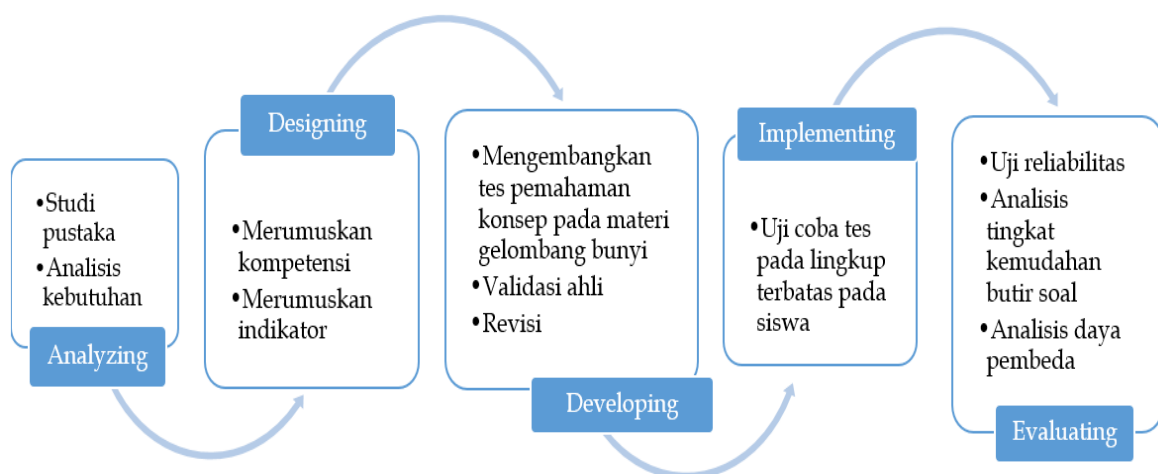 •Studi
pustaka
•Analisis
kebutuhan
Analyzing
Designing
•Merumuskan
kompetensi
•Merumuskan
indikator
•Mengembangkan
tes pemahaman
konsep pada materi
gelombang bunyi
•Validasi ahli
•Revisi
Developing
Implementing
•Uji coba tes
pada lingkup
terbatas pada
siswa
•Uji reliabilitas
•Analisis
tingkat
kemudahan
butir soal
•Analisis daya
pembeda
Evaluating